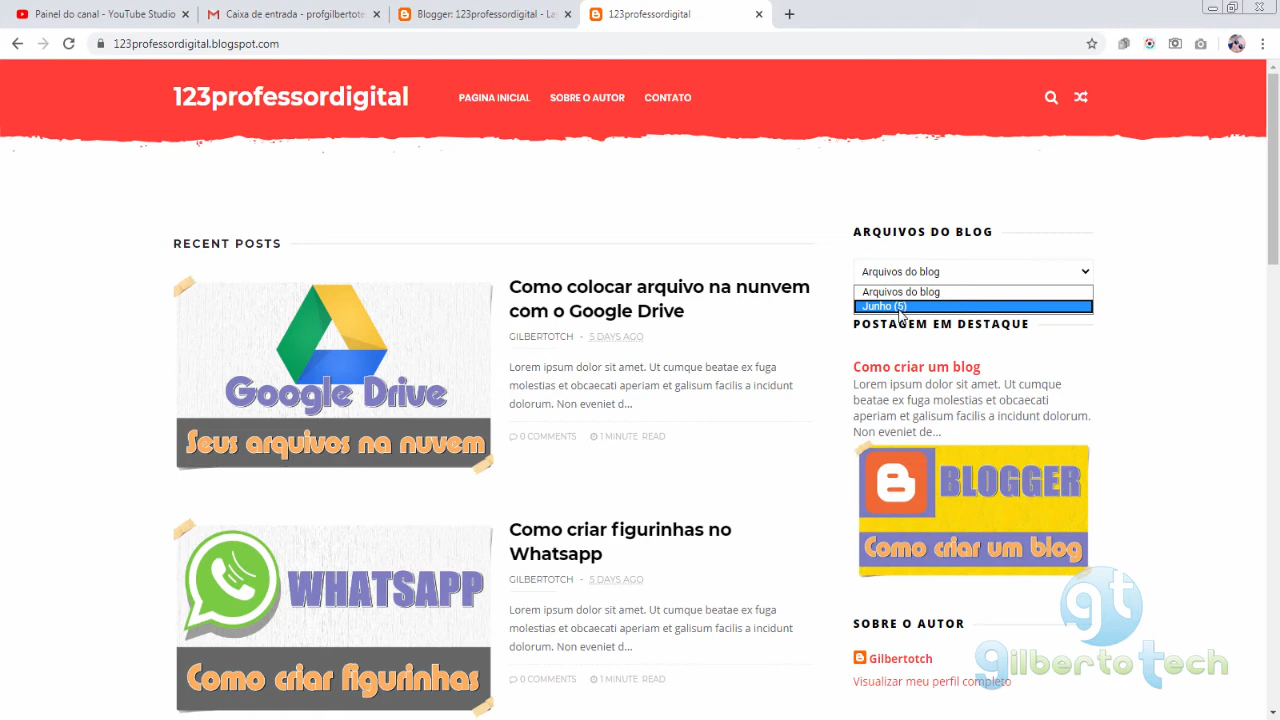 Painel do canal - YouTube Studio
Caixa de entrada - profgilbertote
Blogger: 123professordigital - La
123professordigital
123professordigital.blogspot.com
123professordigital
PAGINA INICIAL
SOBRE O AUTOR
CONTATO
RECENT POSTS
Google Drive
Seus arquivos na nuvem
Como colocar arquivo na nunvem
com o Google Drive
GILBERTOTCH - 5 DAYS AGO
Lorem ipsum dolor sit amet. Ut cumque beatae ex fuga
molestias et obcaecati aperiam et galisum facilis a incidunt
dolorum. Non eveniet d...
0 COMMENTS 1 MINUTE READ
WHATSAPP
Como criar figurinhas
Como criar figurinhas no
Whatsapp
GILBERTOTCH - 5 DAYS AGO
Lorem ipsum dolor sit amet. Ut cumque beatae ex fuga
molestias et obcaecati aperiam et galisum facilis a incidunt
dolorum. Non eveniet d...
0 COMMENTS 1 MINUTE READ
ARQUIVOS DO BLOG
Arquivos do blog
Arquivos do blog
Junho (5)
POSTAGEM EM DESTAQUE
Como criar um blog
Lorem ipsum dolor sit amet. Ut cumque
beatae ex fuga molestias et obcaecati
aperiam et galisum facilis a incidunt dolorum.
Non eveniet de...
BLOGGER
Como criar um blog
SOBRE O AUTOR
Gilbertotch
Visualizar meu perfil completo
gt
gilberto tech